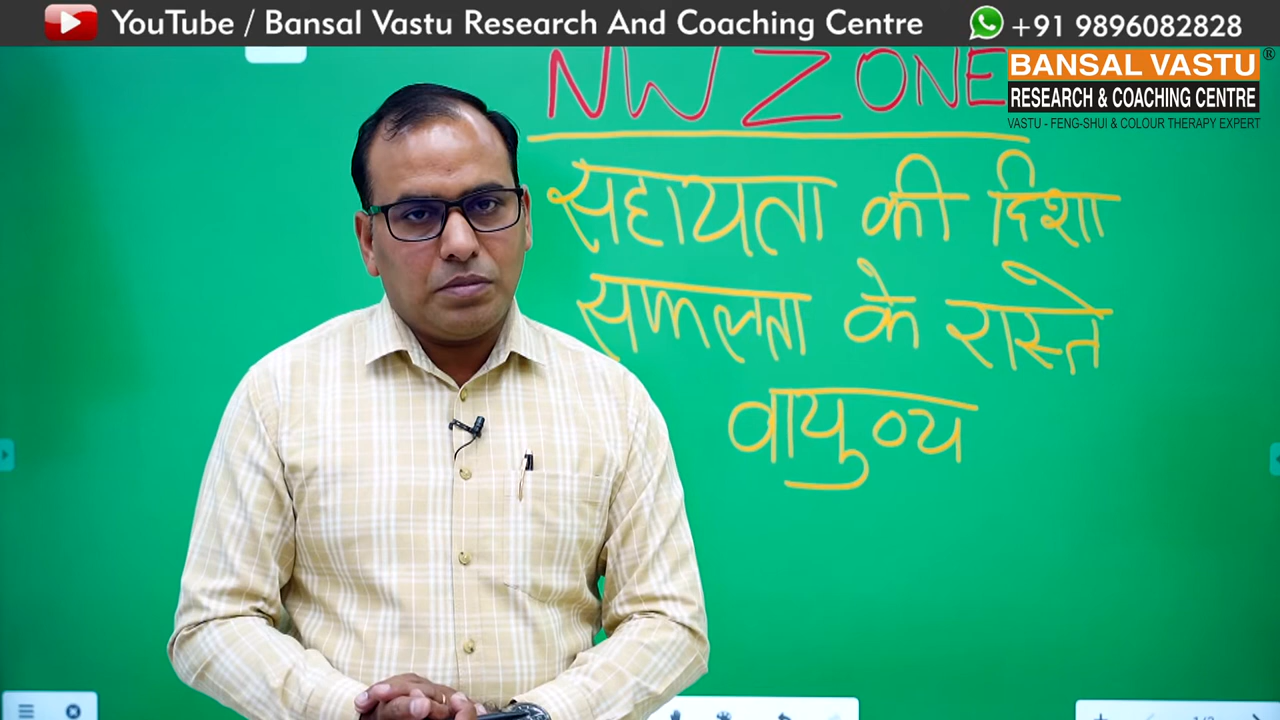 YouTube / Bansal Vastu Research And Coaching Centre
+91 9896082828
BANSAL VASTU®
RESEARCH & COACHING CENTRE
VASTU - FENG-SHUI & COLOUR THERAPY EXPERT
NW ZONE
सहायता की दिशा
सफलता के रास्ते
वायुव्य